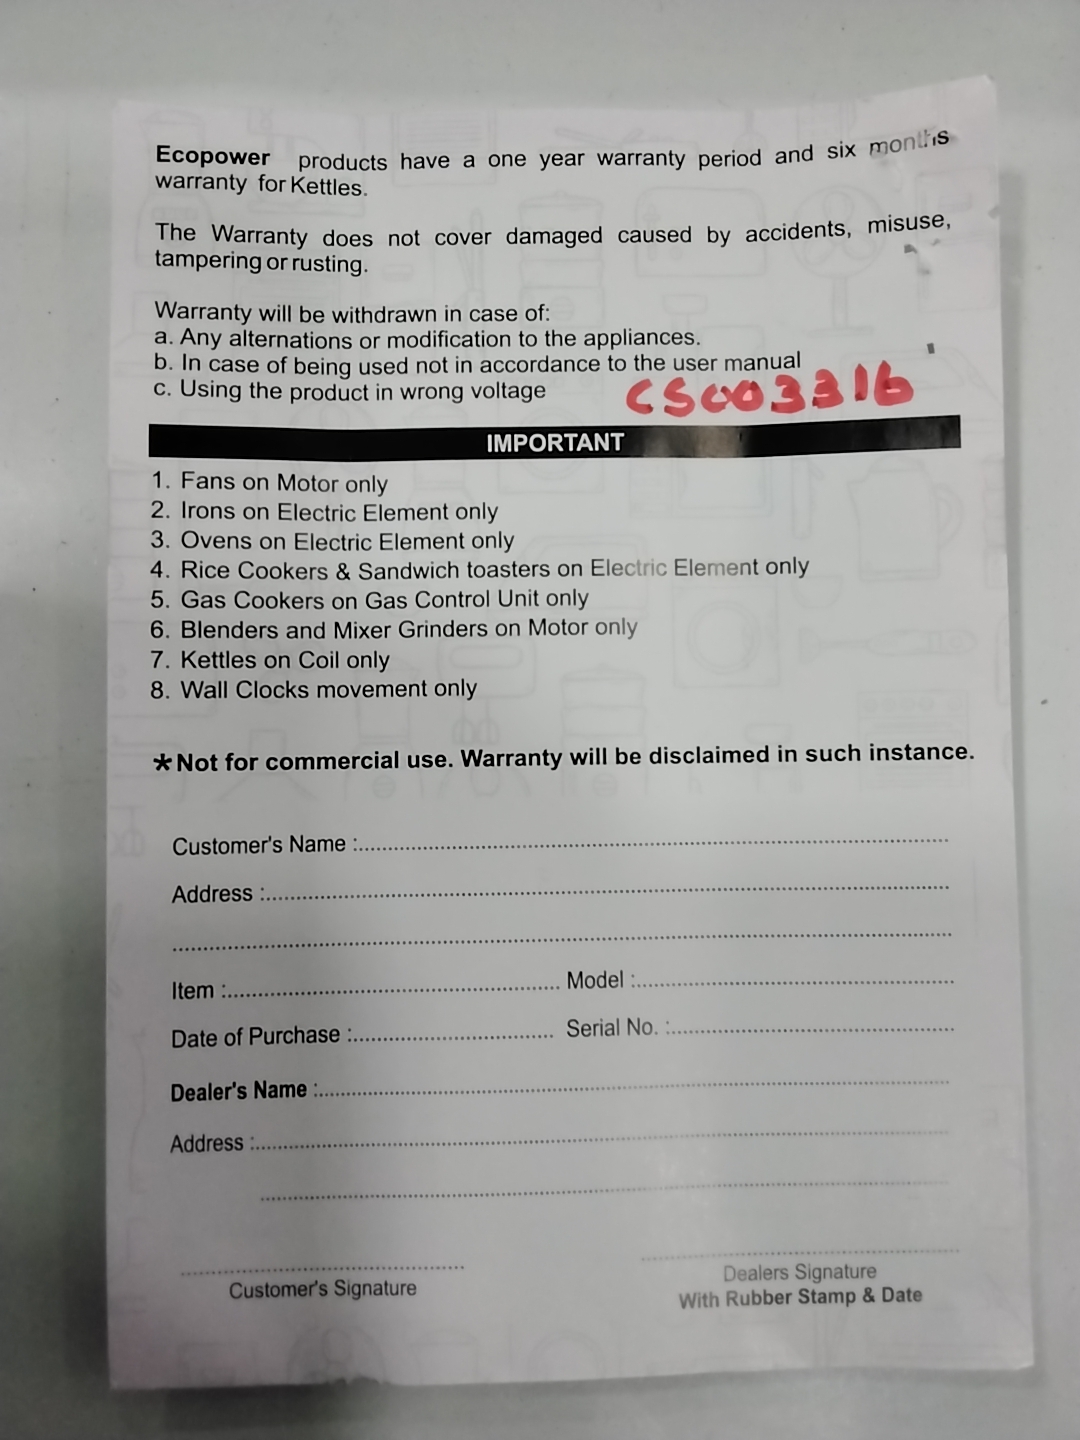 Ecopower products have a one year warranty period and six months
warranty for Kettles.
The Warranty does not cover damaged caused by accidents, misuse,
tampering or rusting.
Warranty will be withdrawn in case of:
a. Any alternations or modification to the appliances.
b. In case of being used not in accordance to the user manual
c. Using the product in wrong voltage
CS003316
IMPORTANT
1. Fans on Motor only
2. Irons on Electric Element only
3. Ovens on Electric Element only
4. Rice Cookers & Sandwich toasters on Electric Element only
5. Gas Cookers on Gas Control Unit only
6. Blenders and Mixer Grinders on Motor only
7. Kettles on Coil only
8. Wall Clocks movement only
*Not for commercial use. Warranty will be disclaimed in such instance.
Customer's Name :
Address :
Item : Model :
Date of Purchase : Serial No. :
Dealer's Name :
Address :
Customer's Signature
Dealers Signature
With Rubber Stamp & Date